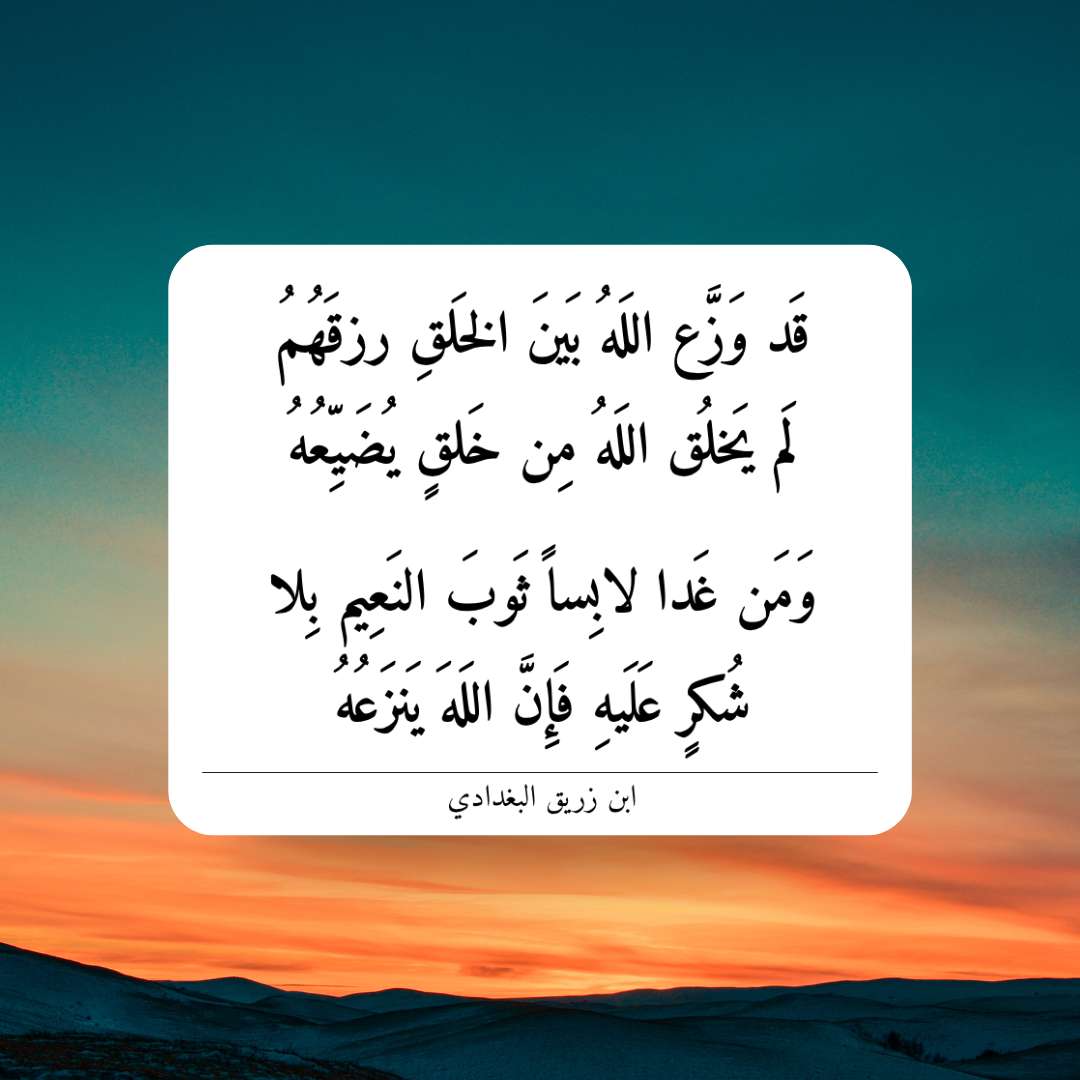 قَد وَزَّع اللَهُ بَينَ الخَلقِ رزقَهُمُ
لَم يَخلُق اللَهُ مِن خَلقٍ يُضَيِّعُهُ
وَمَن غَدا لابِساً ثَوبَ النَعِيم بِلا
شُكرٍ عَلَيهِ فَإِنَّ اللَهَ يَنزَعُهُ
ابن زريق البغدادي